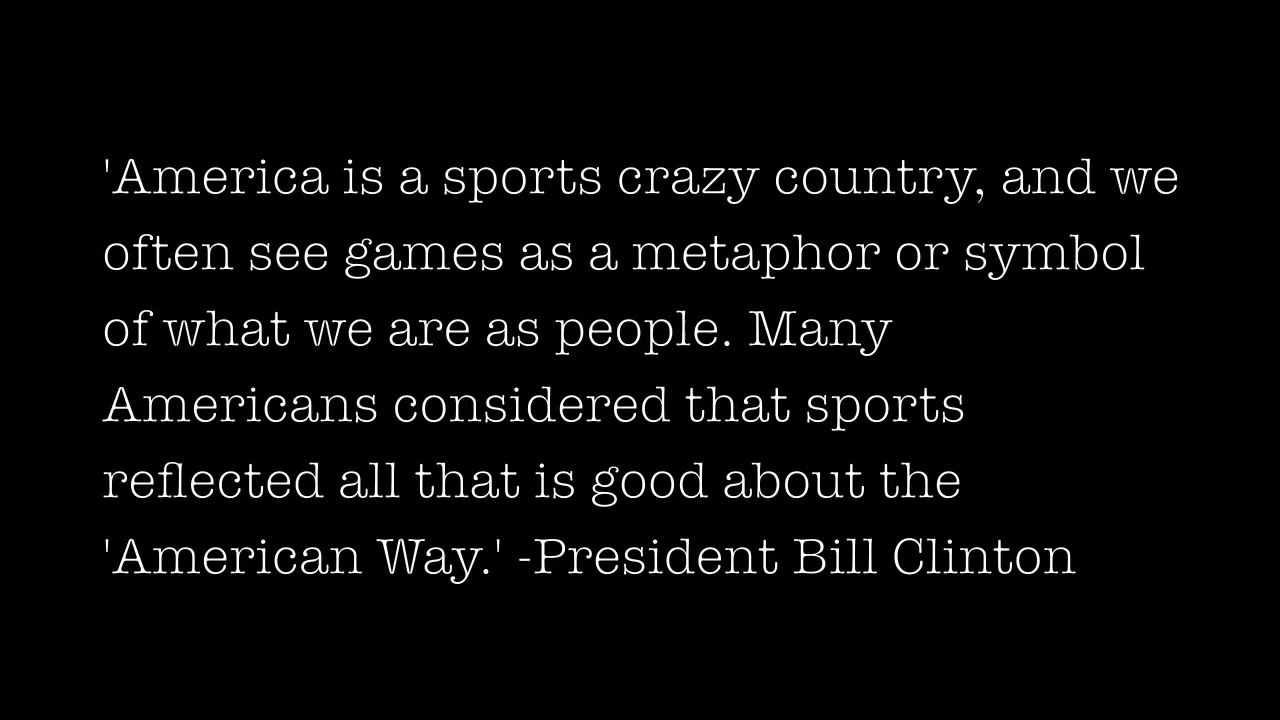 'America is a sports crazy country, and we
often see games as a metaphor or symbol
of what we are as people. Many
Americans considered that sports
reflected all that is good about the
'American Way.' -President Bill Clinton